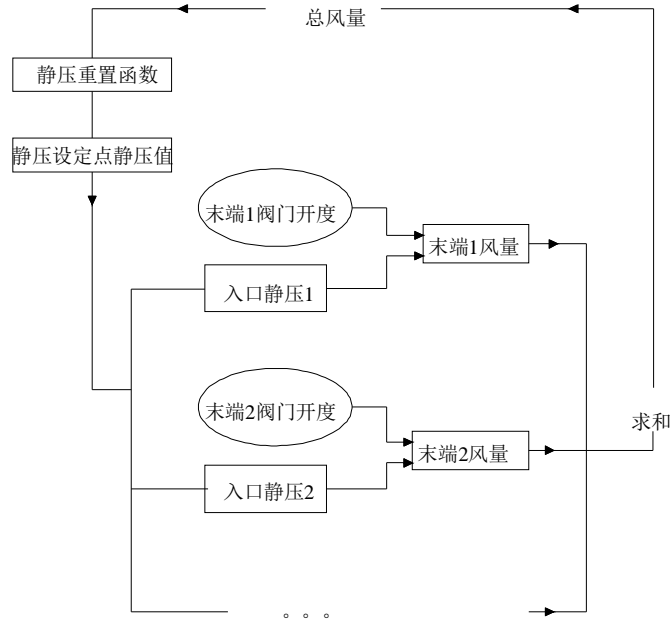 总风量
静压重置函数
静压设定点静压值
末端1阀门开度
末端1风量
入口静压1
末端2阀门开度
求和
末端2风量
入口静压2
。。。